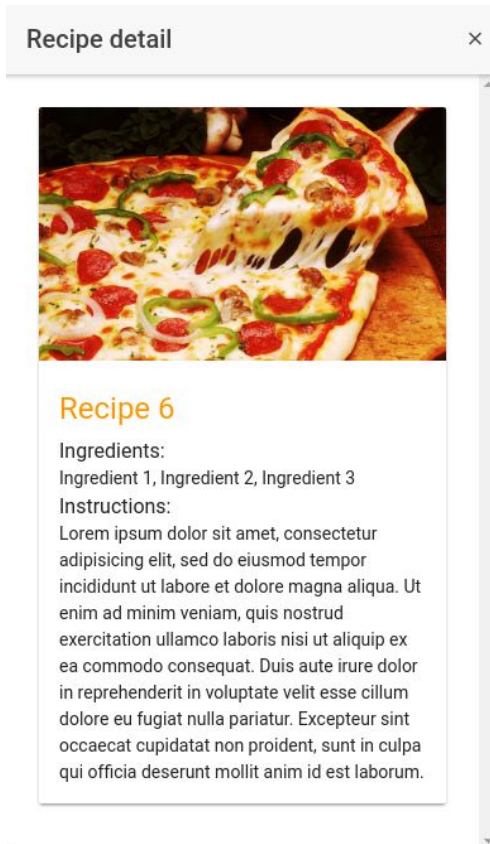 Recipe detail
Recipe 6
Ingredients:
Ingredient 1, Ingredient 2, Ingredient 3
Instructions:
Lorem ipsum dolor sit amet, consectetur
adipisicing elit, sed do eiusmod tempor
incididunt ut labore et dolore magna aliqua. Ut
enim ad minim veniam, quis nostrud
exercitation ullamco laboris nisi ut aliquip ex
ea commodo consequat. Duis aute irure dolor
in reprehenderit in voluptate velit esse cillum
dolore eu fugiat nulla pariatur. Excepteur sint
occaecat cupidatat non proident, sunt in culpa
qui officia deserunt mollit anim id est laborum.